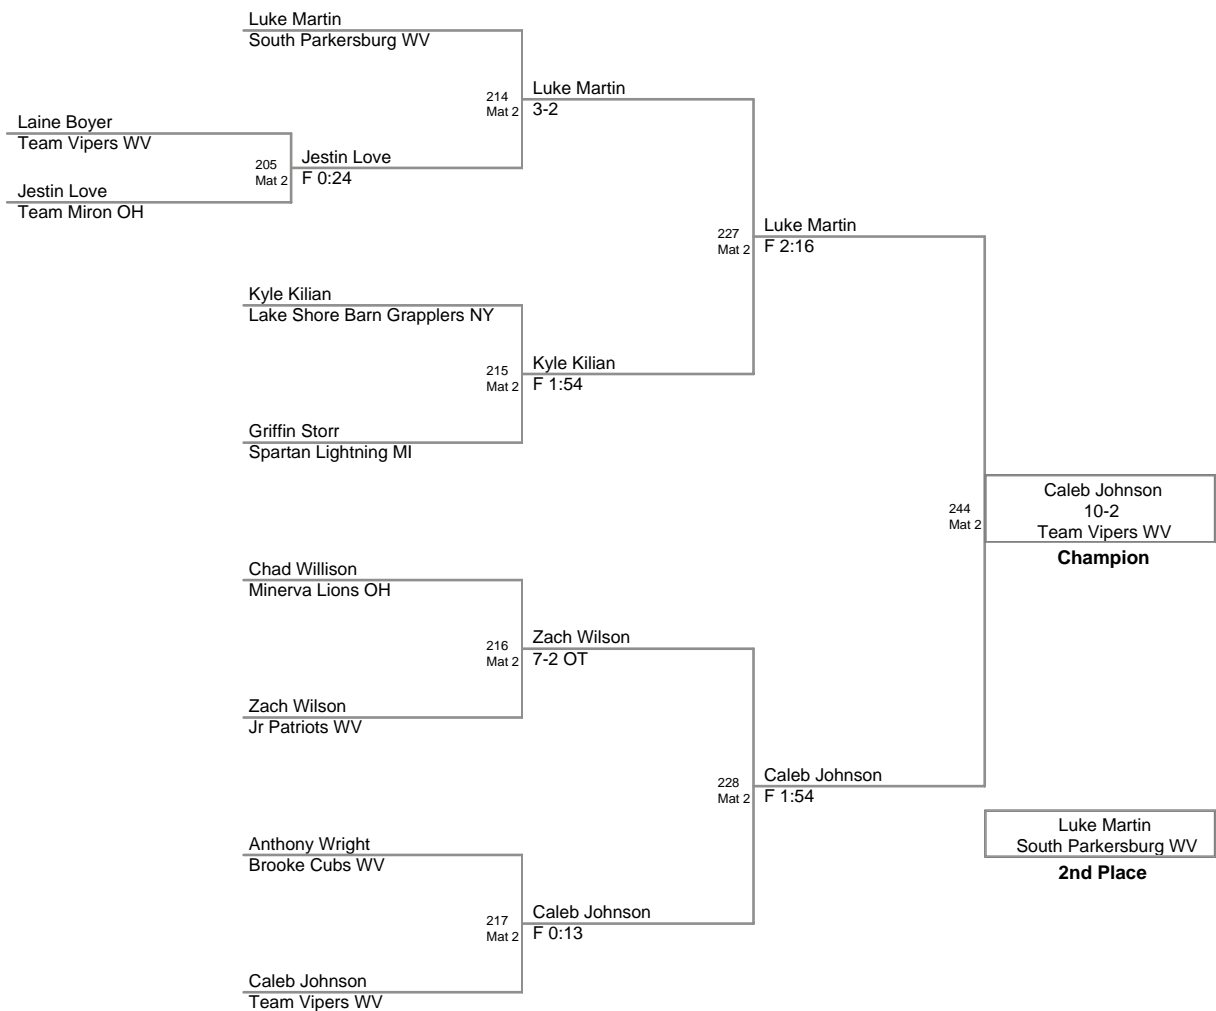 Luke Martin
South Parkersburg WV
214
Mat 2
Luke Martin
3-2
Laine Boyer
Team Vipers WV
205
Mat 2
Jestin Love
F 0:24
Jestin Love
Team Miron OH
227
Mat 2
Luke Martin
F 2:16
Kyle Kilian
Lake Shore Barn Grapplers NY
215
Mat 2
Kyle Kilian
F 1:54
Griffin Storr
Spartan Lightning MI
244
Mat 2
Caleb Johnson
10-2
Team Vipers WV
Champion
Chad Willison
Minerva Lions OH
216
Mat 2
Zach Wilson
7-2 OT
Zach Wilson
Jr Patriots WV
228
Mat 2
Caleb Johnson
F 1:54
Luke Martin
South Parkersburg WV
2nd Place
Anthony Wright
Brooke Cubs WV
217
Mat 2
Caleb Johnson
F 0:13
Caleb Johnson
Team Vipers WV